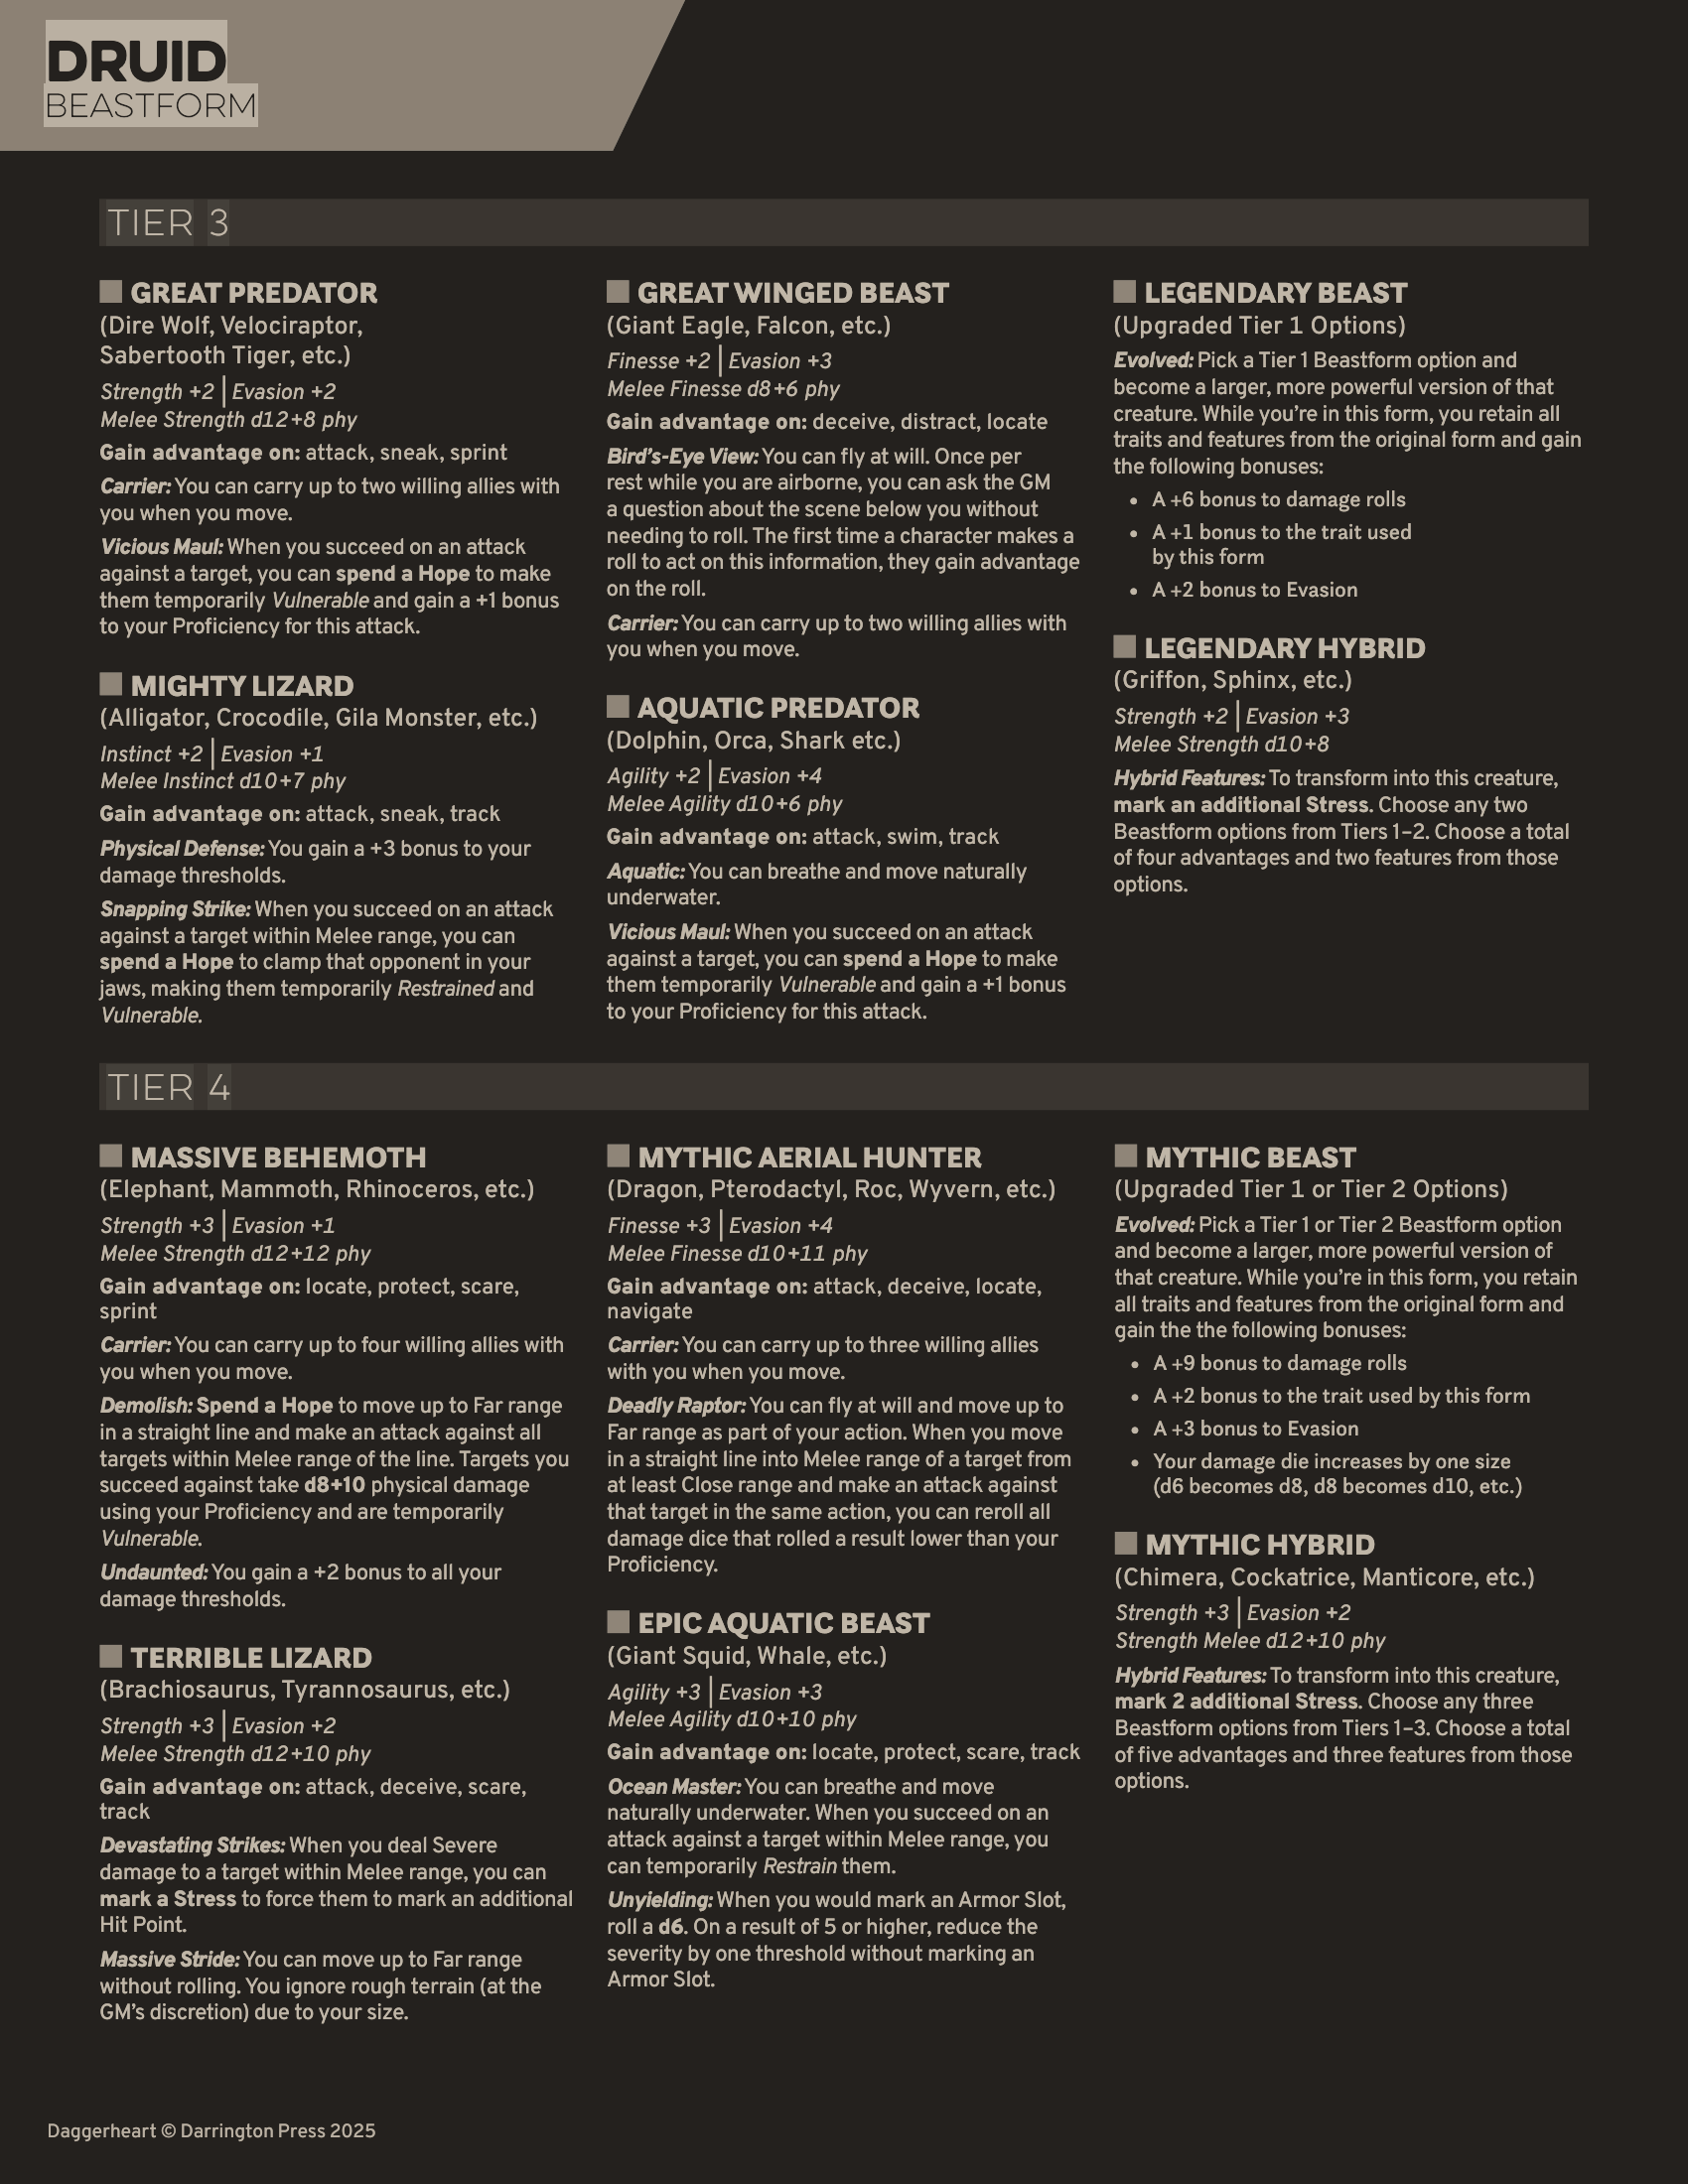 DRUID
BEASTFORM
TIER 3
GREAT PREDATOR
(Dire Wolf, Velociraptor,
Sabertooth Tiger, etc.)
Strength +2 | Evasion +2
Melee Strength d12+8 phy
Gain advantage on: attack, sneak, sprint
Carrier: You can carry up to two willing allies with
you when you move.
Vicious Maul: When you succeed on an attack
against a target, you can spend a Hope to make
them temporarily Vulnerable and gain a +1 bonus
to your Proficiency for this attack.
MIGHTY LIZARD
(Alligator, Crocodile, Gila Monster, etc.)
Instinct +2 | Evasion +1
Melee Instinct d10+7 phy
Gain advantage on: attack, sneak, track
Physical Defense: You gain a +3 bonus to your
damage thresholds.
Snapping Strike: When you succeed on an attack
against a target within Melee range, you can
spend a Hope to clamp that opponent in your
jaws, making them temporarily Restrained and
Vulnerable.
GREAT WINGED BEAST
(Giant Eagle, Falcon, etc.)
Finesse +2 | Evasion +3
Melee Finesse d8+6 phy
Gain advantage on: deceive, distract, locate
Bird's-Eye View: You can fly at will. Once per
rest while you are airborne, you can ask the GM
a question about the scene below you without
needing to roll. The first time a character makes a
roll to act on this information, they gain advantage
on the roll.
Carrier: You can carry up to two willing allies with
you when you move.
AQUATIC PREDATOR
(Dolphin, Orca, Shark etc.)
Agility +2 | Evasion +4
Melee Agility d10+6 phy
Gain advantage on: attack, swim, track
Aquatic: You can breathe and move naturally
underwater.
Vicious Maul: When you succeed on an attack
against a target, you can spend a Hope to make
them temporarily Vulnerable and gain a +1 bonus
to your Proficiency for this attack.
LEGENDARY BEAST
(Upgraded Tier 1 Options)
Evolved: Pick a Tier 1 Beastform option and
become a larger, more powerful version of that
creature. While you're in this form, you retain all
traits and features from the original form and gain
the following bonuses:
• A +6 bonus to damage rolls
• A +1 bonus to the trait used
by this form
• A +2 bonus to Evasion
LEGENDARY HYBRID
(Griffon, Sphinx, etc.)
Strength +2 | Evasion +3
Melee Strength d10+8
Hybrid Features: To transform into this creature,
mark an additional Stress. Choose any two
Beastform options from Tiers 1–2. Choose a total
of four advantages and two features from those
options.
TIER 4
MASSIVE BEHEMOTH
(Elephant, Mammoth, Rhinoceros, etc.)
Strength +3 | Evasion +1
Melee Strength d12+12 phy
Gain advantage on: locate, protect, scare,
sprint
Carrier: You can carry up to four willing allies with
you when you move.
Demolish: Spend a Hope to move up to Far range
in a straight line and make an attack against all
targets within Melee range of the line. Targets you
succeed against take d8+10 physical damage
using your Proficiency and are temporarily
Vulnerable.
Undaunted: You gain a +2 bonus to all your
damage thresholds.
TERRIBLE LIZARD
(Brachiosaurus, Tyrannosaurus, etc.)
Strength +3 | Evasion +2
Melee Strength d12+10 phy
Gain advantage on: attack, deceive, scare,
track
Devastating Strikes: When you deal Severe
damage to a target within Melee range, you can
mark a Stress to force them to mark an additional
Hit Point.
Massive Stride: You can move up to Far range
without rolling. You ignore rough terrain (at the
GM's discretion) due to your size.
MYTHIC AERIAL HUNTER
(Dragon, Pterodactyl, Roc, Wyvern, etc.)
Finesse +3 | Evasion +4
Melee Finesse d10+11 phy
Gain advantage on: attack, deceive, locate,
navigate
Carrier: You can carry up to three willing allies
with you when you move.
Deadly Raptor: You can fly at will and move up to
Far range as part of your action. When you move
in a straight line into Melee range of a target from
at least Close range and make an attack against
that target in the same action, you can reroll all
damage dice that rolled a result lower than your
Proficiency.
EPIC AQUATIC BEAST
(Giant Squid, Whale, etc.)
Agility +3 | Evasion +3
Melee Agility d10+10 phy
Gain advantage on: locate, protect, scare, track
Ocean Master: You can breathe and move
naturally underwater. When you succeed on an
attack against a target within Melee range, you
can temporarily Restrain them.
Unyielding: When you would mark an Armor Slot,
roll a d6. On a result of 5 or higher, reduce the
severity by one threshold without marking an
Armor Slot.
MYTHIC BEAST
(Upgraded Tier 1 or Tier 2 Options)
Evolved: Pick a Tier 1 or Tier 2 Beastform option
and become a larger, more powerful version of
that creature. While you're in this form, you retain
all traits and features from the original form and
gain the the following bonuses:
• A +9 bonus to damage rolls
• A +2 bonus to the trait used by this form
• A +3 bonus to Evasion
• Your damage die increases by one size
(d6 becomes d8, d8 becomes d10, etc.)
MYTHIC HYBRID
(Chimera, Cockatrice, Manticore, etc.)
Strength +3 | Evasion +2
Strength Melee d12+10 phy
Hybrid Features: To transform into this creature,
mark 2 additional Stress. Choose any three
Beastform options from Tiers 1–3. Choose a total
of five advantages and three features from those
options.
Daggerheart © Darrington Press 2025